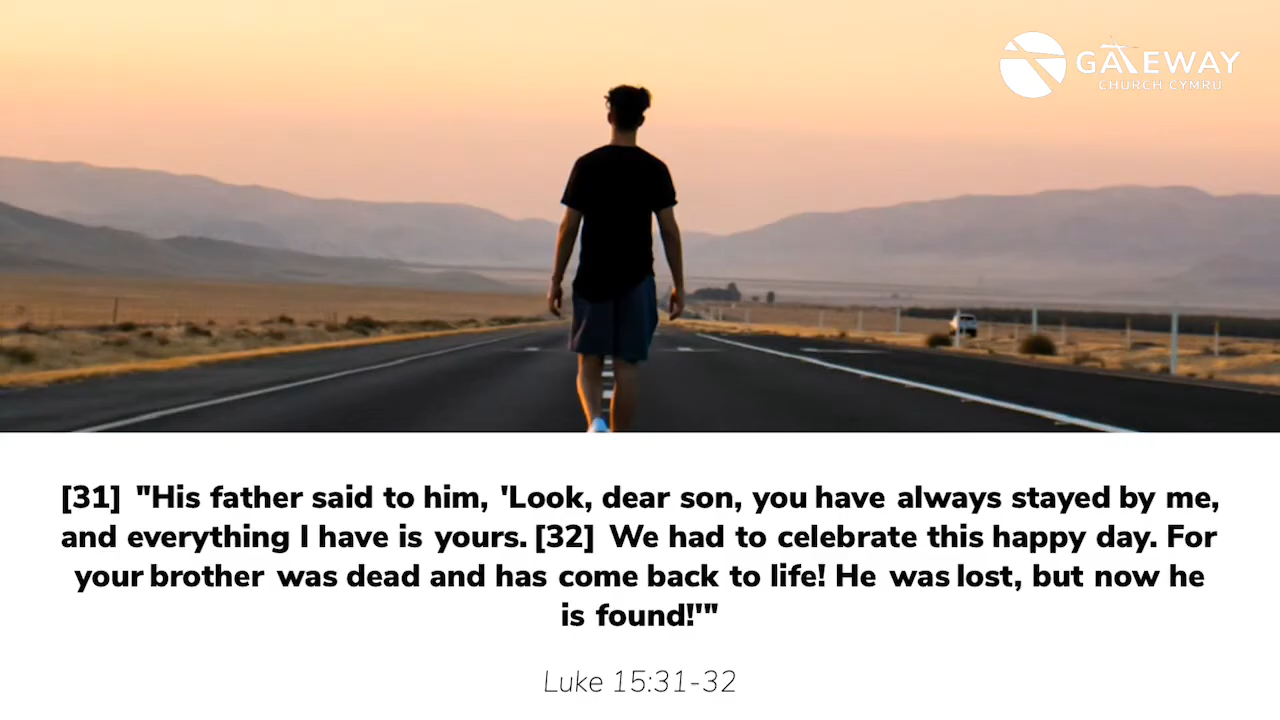 GATEWAY
CHURCH CYMRU
[31] "His father said to him, 'Look, dear son, you have always stayed by me,
and everything I have is yours. [32] We had to celebrate this happy day. For
your brother was dead and has come back to life! He was lost, but now he
is found!'"
Luke 15:31-32